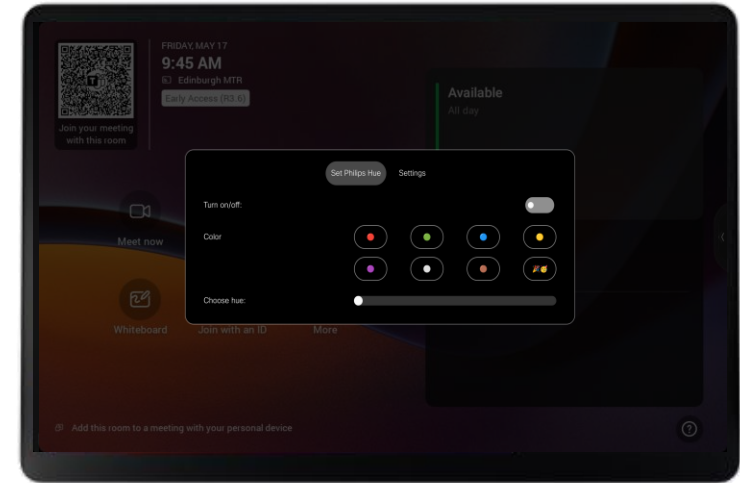 FRIDAY, MAY 17
9:45 AM
Edinburgh MTR
Early Access (R3.6)
Join your meeting
with this room
Available
All day
Set Philips Hue
Settings
Turn on/off:
Color
Choose hue:
Meet now
Whiteboard
Join with an ID
More
Add this room to a meeting with your personal device
?